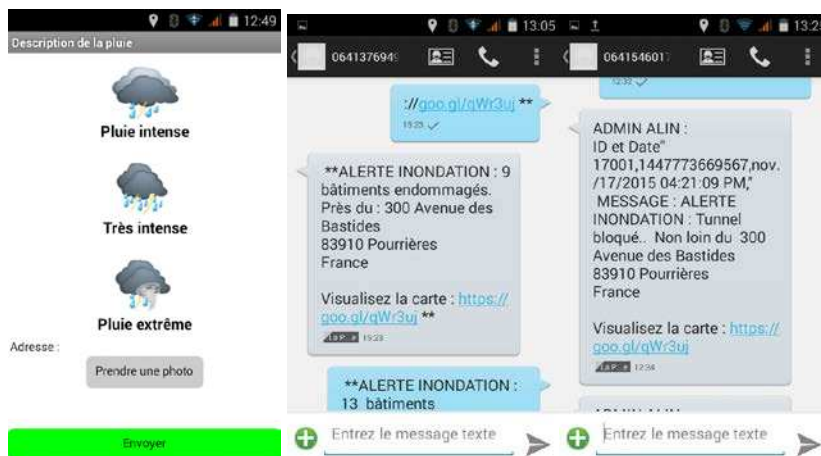 12:49
Description de la pluie
Pluie intense
Très intense
Pluie extrême
Adresse :
Prendre une photo
Envoyer
13:05
064137694
://goo.gl/qWr3uj **
**ALERTE INONDATION : 9
bâtiments endommagés.
Près du : 300 Avenue des
Bastides
83910 Pourrières
France
Visualisez la carte : https://
goo.gl/qWr3uj **
**ALERTE INONDATION :
13 bâtiments
Entrez le message texte
13:2
064154601
ADMIN ALIN :
ID et Date"
17001,1447773669567,nov.
/17/2015 04:21:09 PM,"
MESSAGE : ALERTE
INONDATION : Tunnel
bloqué.. Non loin du 300
Avenue des Bastides
83910 Pourrières
France
Visualisez la carte : https://
goo.gl/qWr3uj
Entrez le message texte